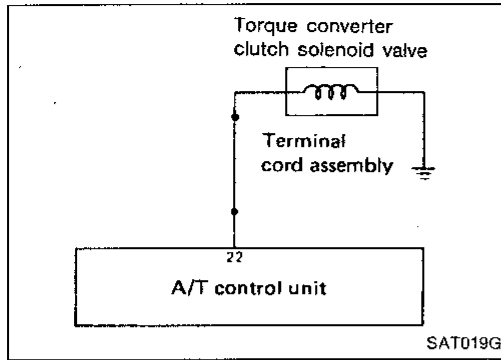 Torque converter
clutch solenoid valve
Terminal
cord assembly
22
A/T control unit
SAT019G